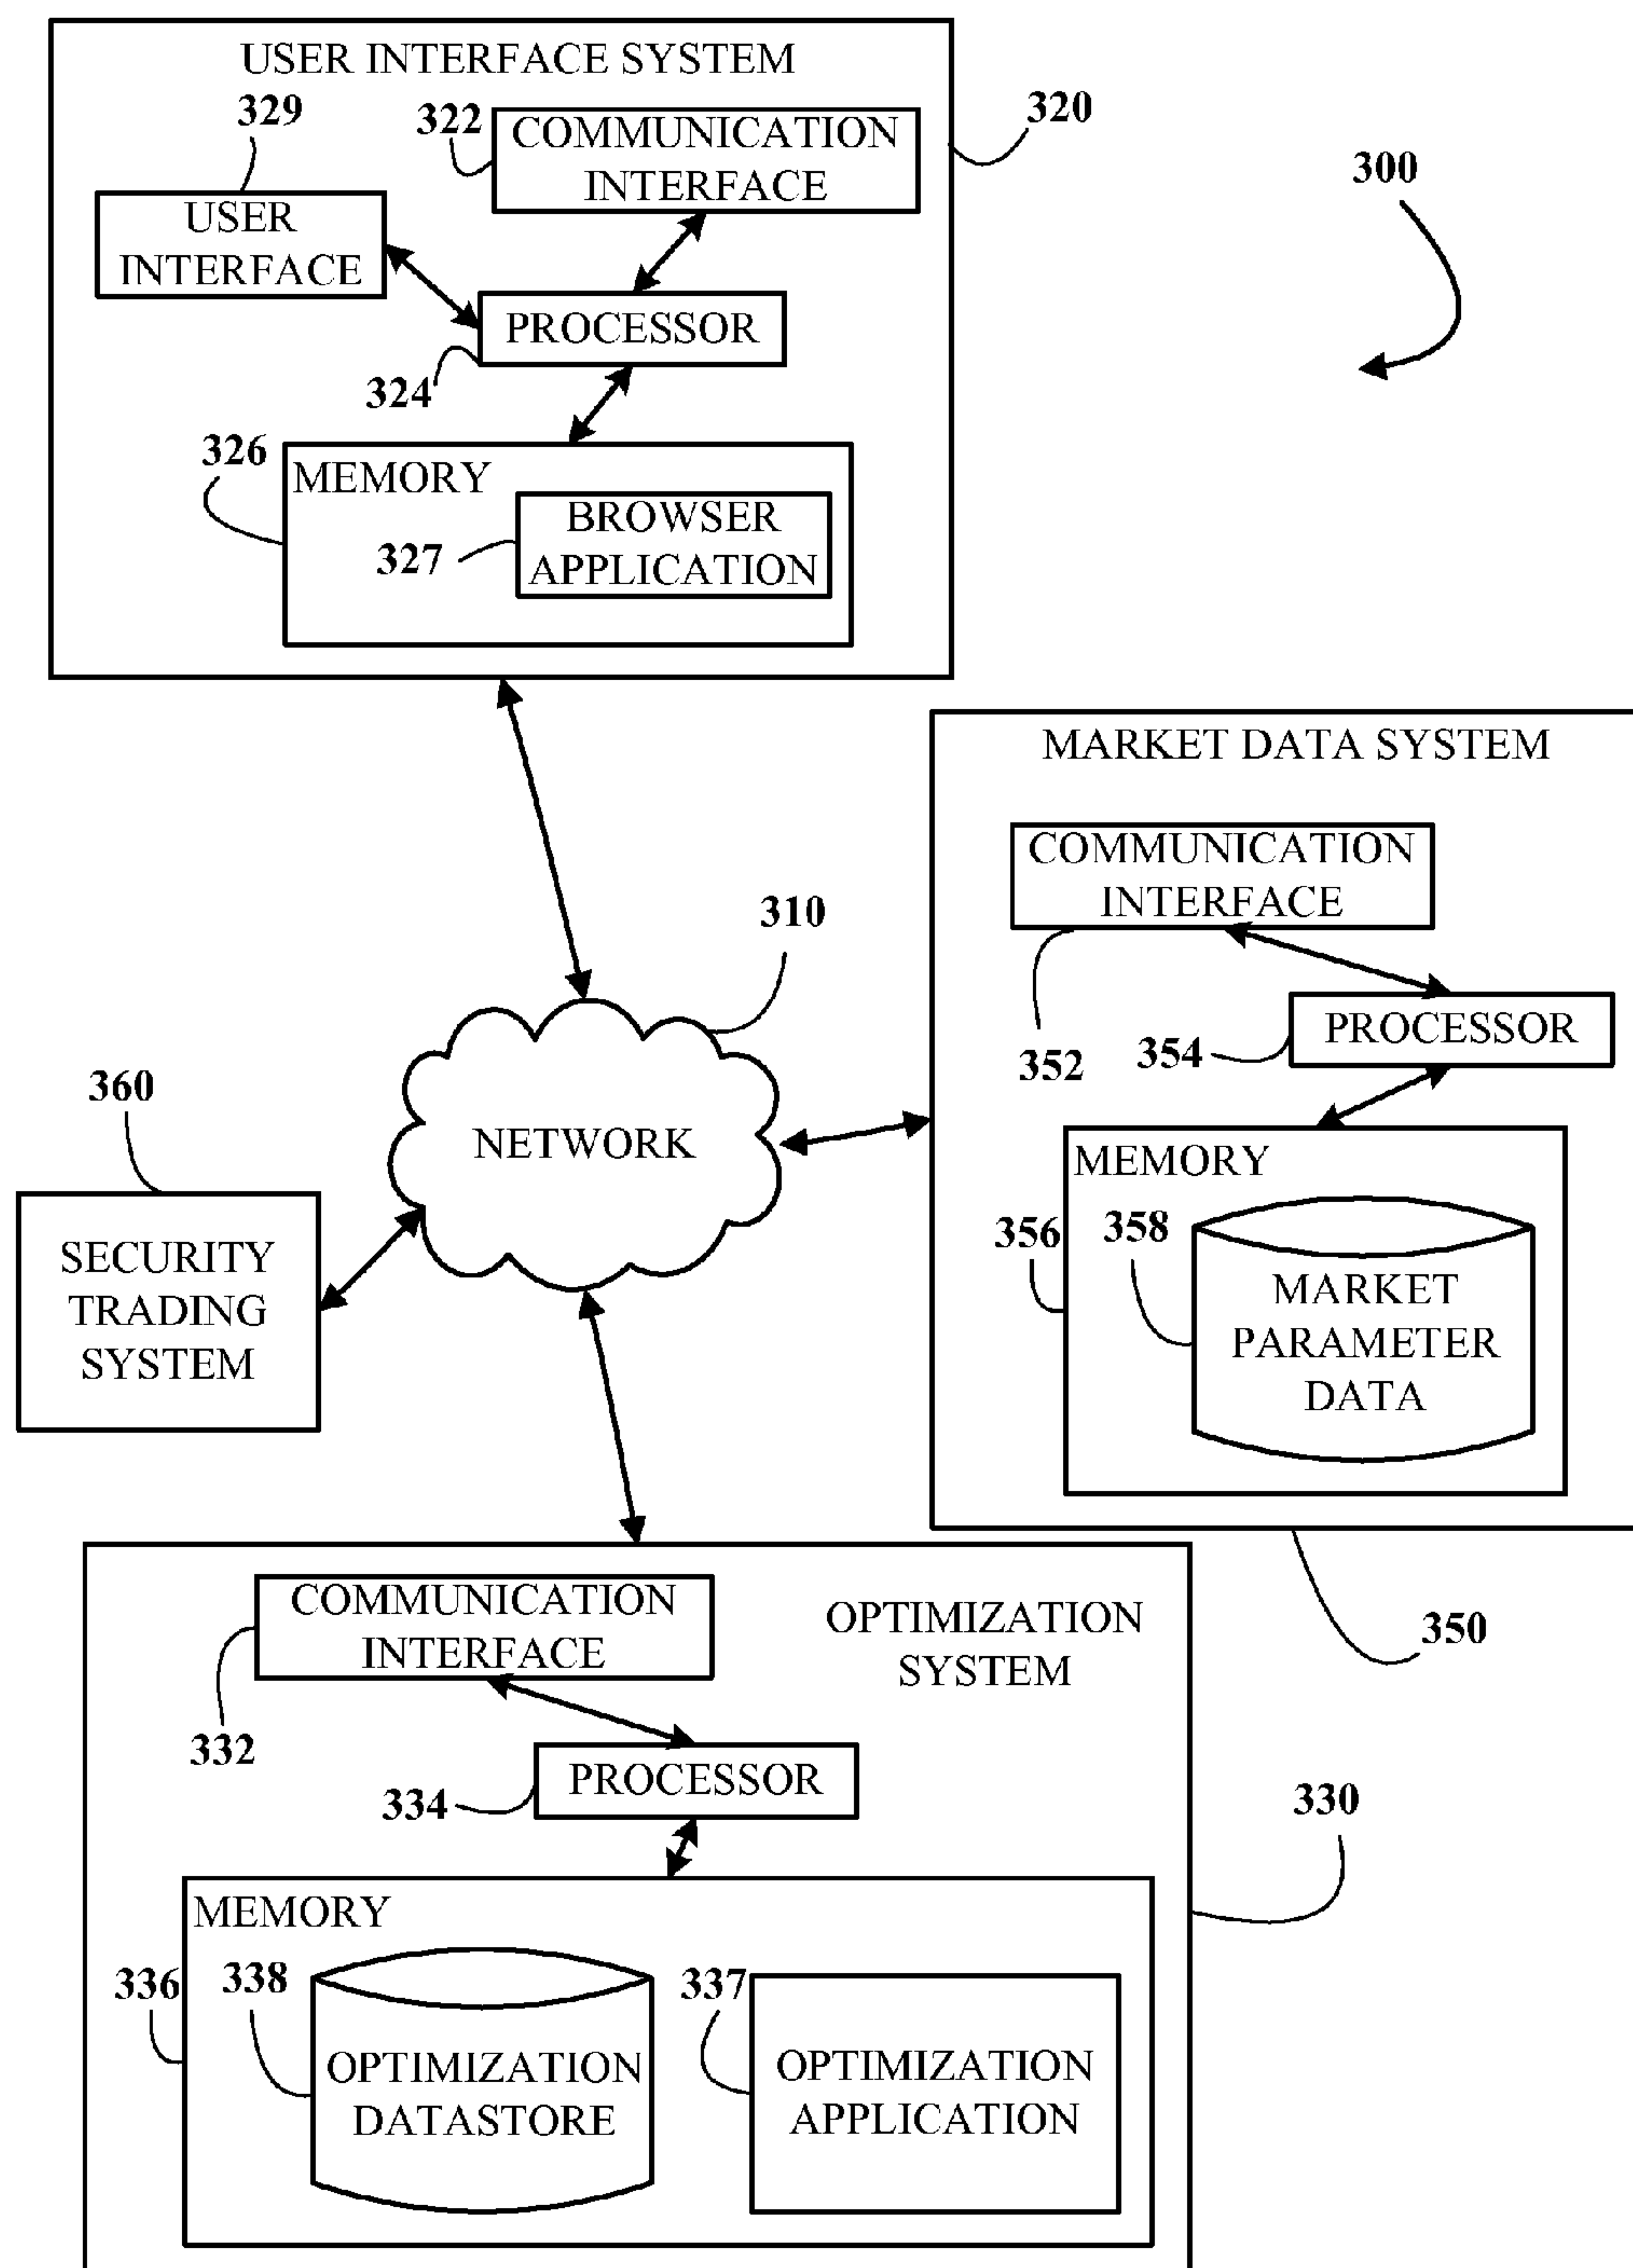 USER INTERFACE SYSTEM
329
322
320
COMMUNICATION
INTERFACE
300
USER
INTERFACE
PROCESSOR
324
326
MEMORY
BROWSER
APPLICATION
327
MARKET DATA SYSTEM
COMMUNICATION
INTERFACE
310
PROCESSOR
352
354
360
NETWORK
MEMORY
356
358
SECURITY
TRADING
SYSTEM
MARKET
PARAMETER
DATA
COMMUNICATION
INTERFACE
OPTIMIZATION
SYSTEM
350
332
PROCESSOR
334
330
MEMORY
336
338
337
OPTIMIZATION
DATASTORE
OPTIMIZATION
APPLICATION